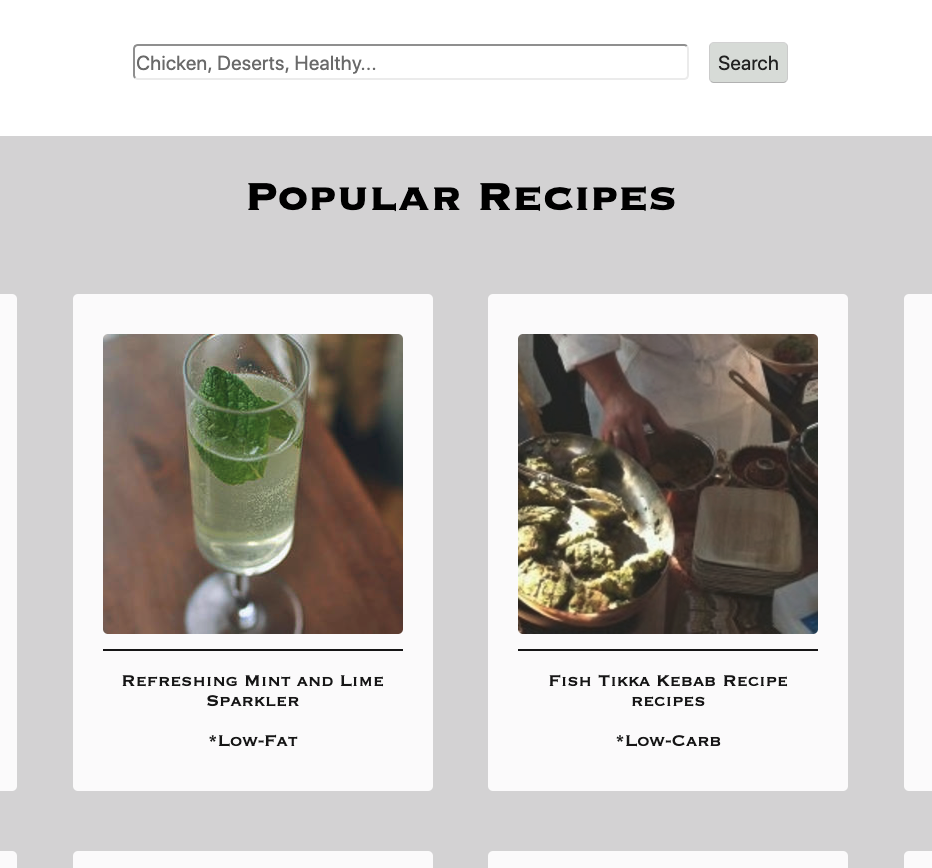 Chicken, Deserts, Healthy...
Search
Popular Recipes
Refreshing Mint and Lime
Sparkler
*Low-Fat
Fish Tikka Kebab Recipe
recipes
*Low-Carb